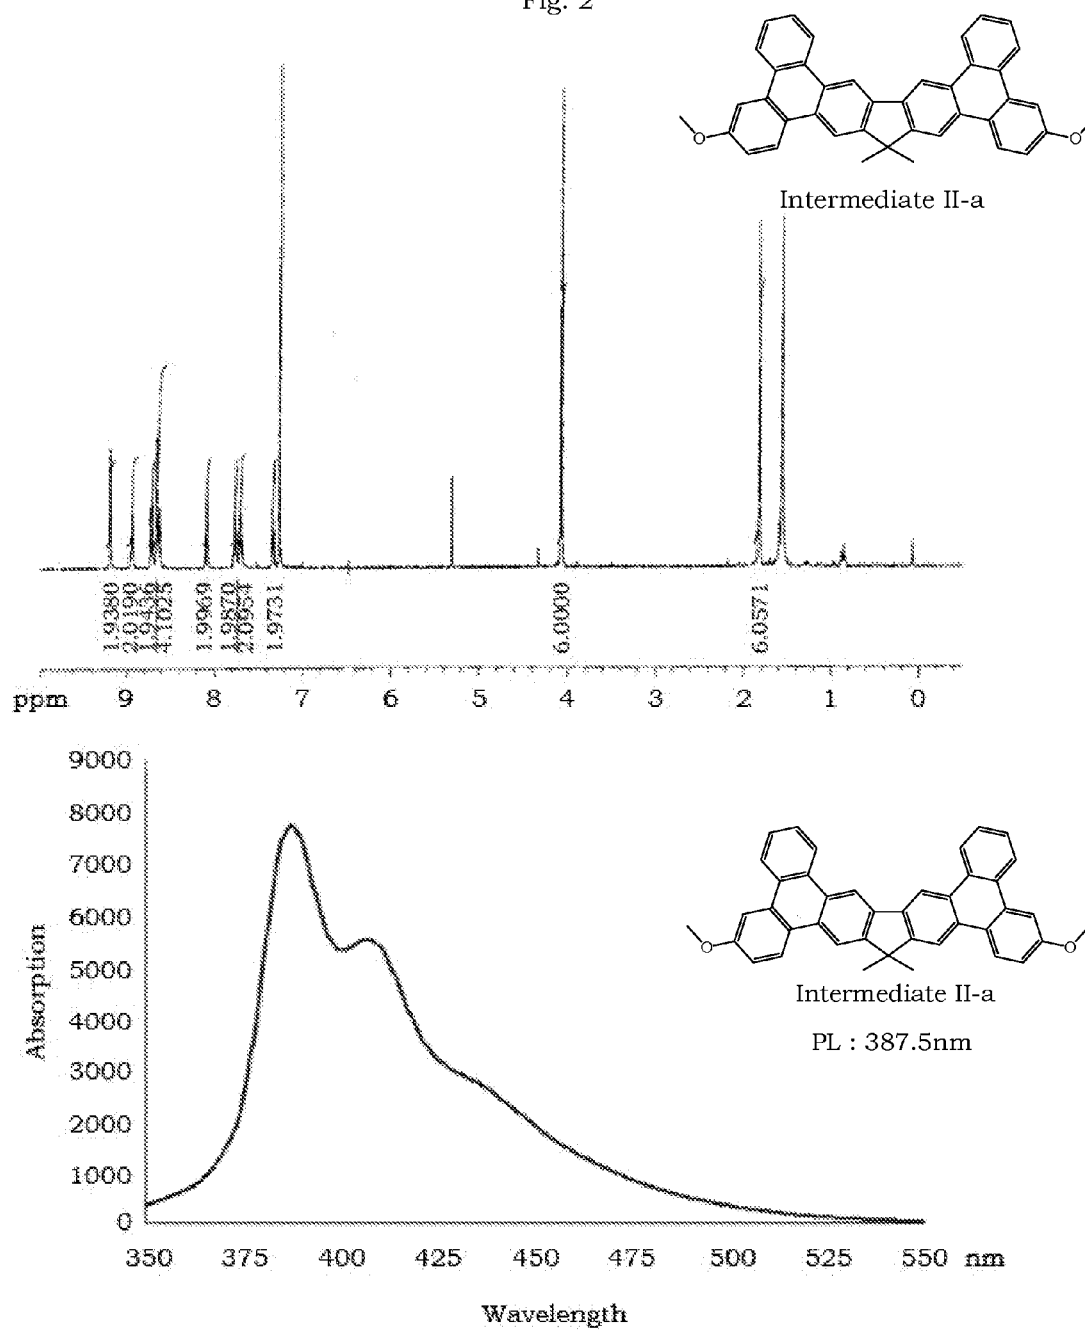 Fig. 2
O
O
Intermediate II-a
1.9380
2.0190
1.9436
4.1025
1.9969
1.9870
2.0954
1.9731
6.0000
6.0571
ppm 9 8 7 6 5 4 3 2 1 0
9000
8000
7000
6000
5000
4000
3000
2000
1000
0
Absorption
O
O
Intermediate II-a
PL : 387.5nm
350 375 400 425 450 475 500 525 550 nm
Wavelength